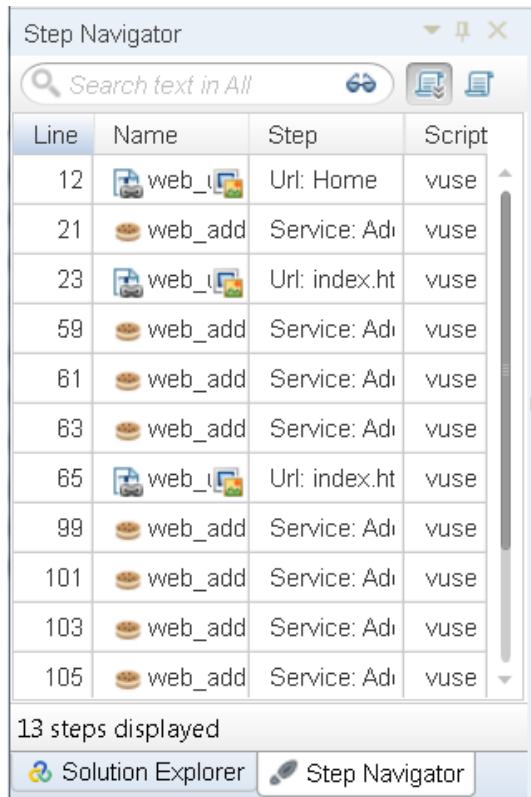 Step Navigator
Search text in All
Line Name Step Script
12 web_u Url: Home vuse
21 web_add Service: Ad vuse
23 web_u Url: index.ht vuse
59 web_add Service: Ad vuse
61 web_add Service: Ad vuse
63 web_add Service: Ad vuse
65 web_u Url: index.ht vuse
99 web_add Service: Ad vuse
101 web_add Service: Ad vuse
103 web_add Service: Ad vuse
105 web_add Service: Ad vuse
13 steps displayed
Solution Explorer Step Navigator